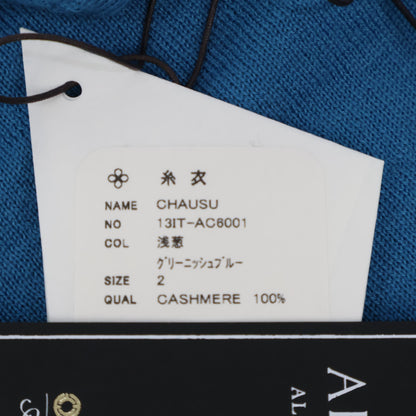 糸衣
NAME CHAUSU
NO 13IT-AC6001
COL 浅葱
ｸﾞﾘｰﾆｯｼｭﾌﾞﾙｰ
SIZE 2
QUAL CASHMERE 100%
A
AL